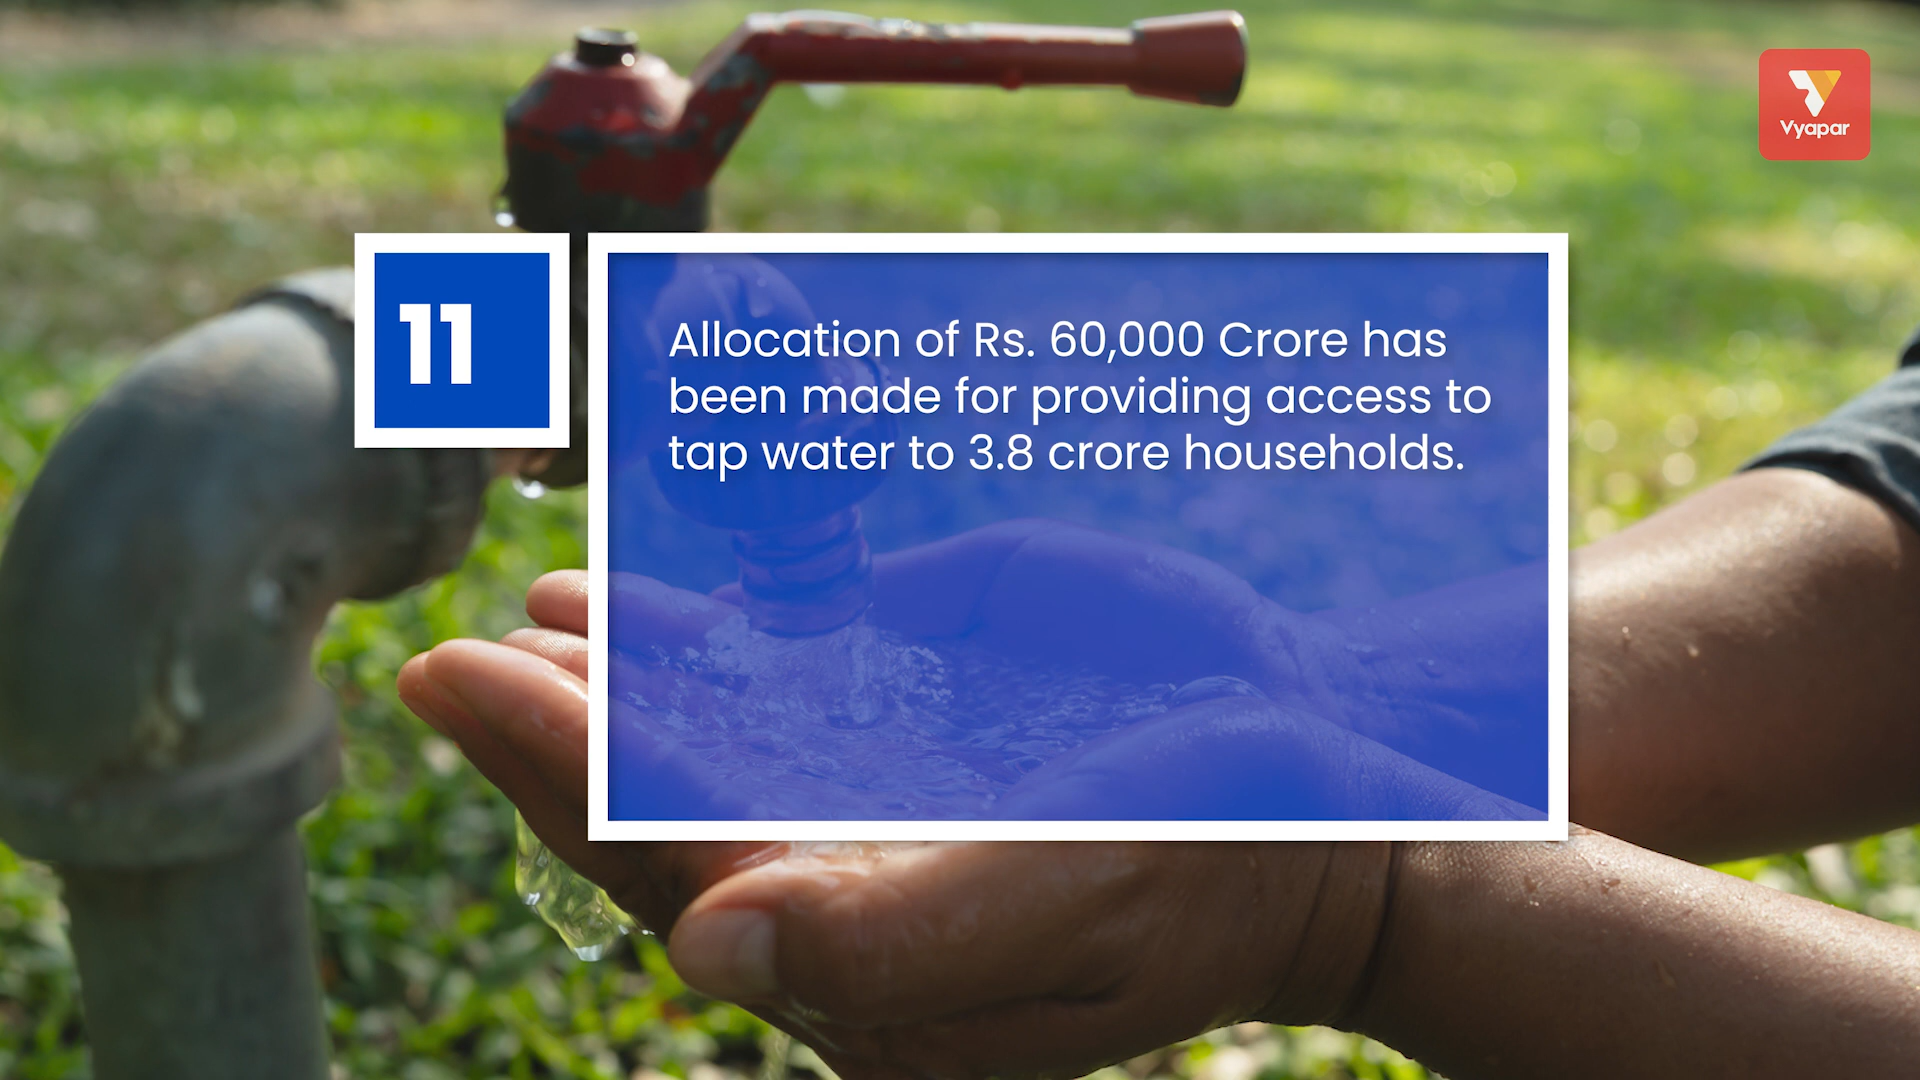 Vyapar
11
Allocation of Rs. 60,000 Crore has
been made for providing access to
tap water to 3.8 crore households.